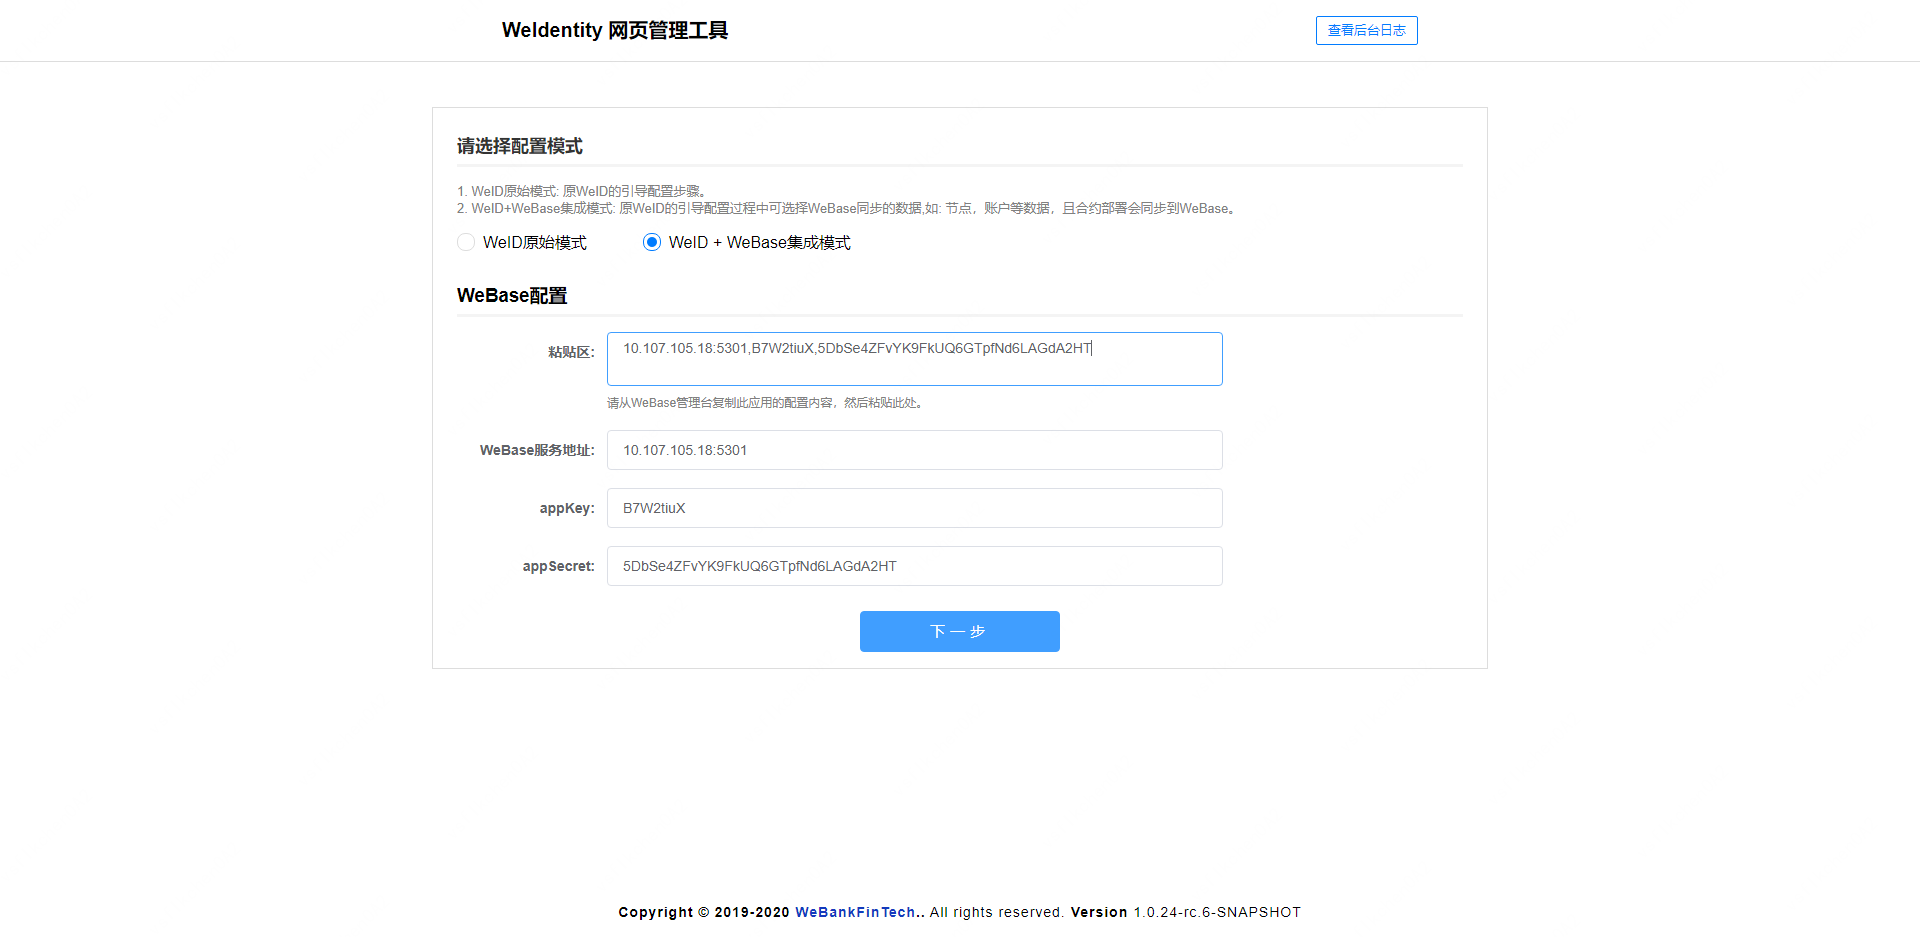 WeIdentity 网页管理工具
查看后台日志
请选择配置模式
1. WeID原始模式: 原WeID的引导配置步骤。
2. WeID+WeBase集成模式: 原WeID的引导配置过程中可选择WeBase同步的数据,如: 节点，账户等数据，且合约部署会同步到WeBase。
WeID原始模式 WeID + WeBase集成模式
WeBase配置
粘贴区: 10.107.105.18:5301,B7W2tiuX,5DbSe4ZFvYK9FkUQ6GTpfNd6LAGdA2HT
请从WeBase管理台复制此应用的配置内容，然后粘贴此处。
WeBase服务地址: 10.107.105.18:5301
appKey: B7W2tiuX
appSecret: 5DbSe4ZFvYK9FkUQ6GTpfNd6LAGdA2HT
下一步
Copyright © 2019-2020 WeBankFinTech.. All rights reserved. Version 1.0.24-rc.6-SNAPSHOT